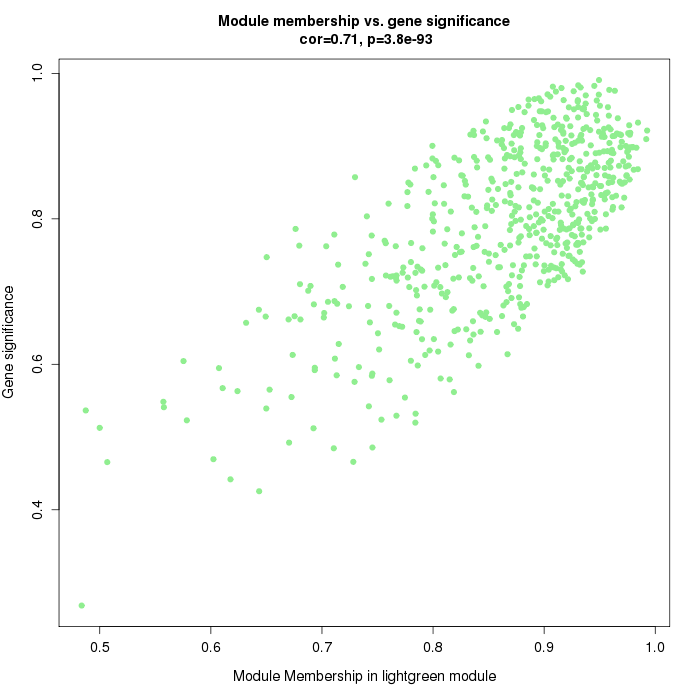 Module membership vs. gene significance
cor=0.71, p=3.8e-93
Gene significance
1.0
0.8
0.6
0.4
0.5 0.6 0.7 0.8 0.9 1.0
Module Membership in lightgreen module